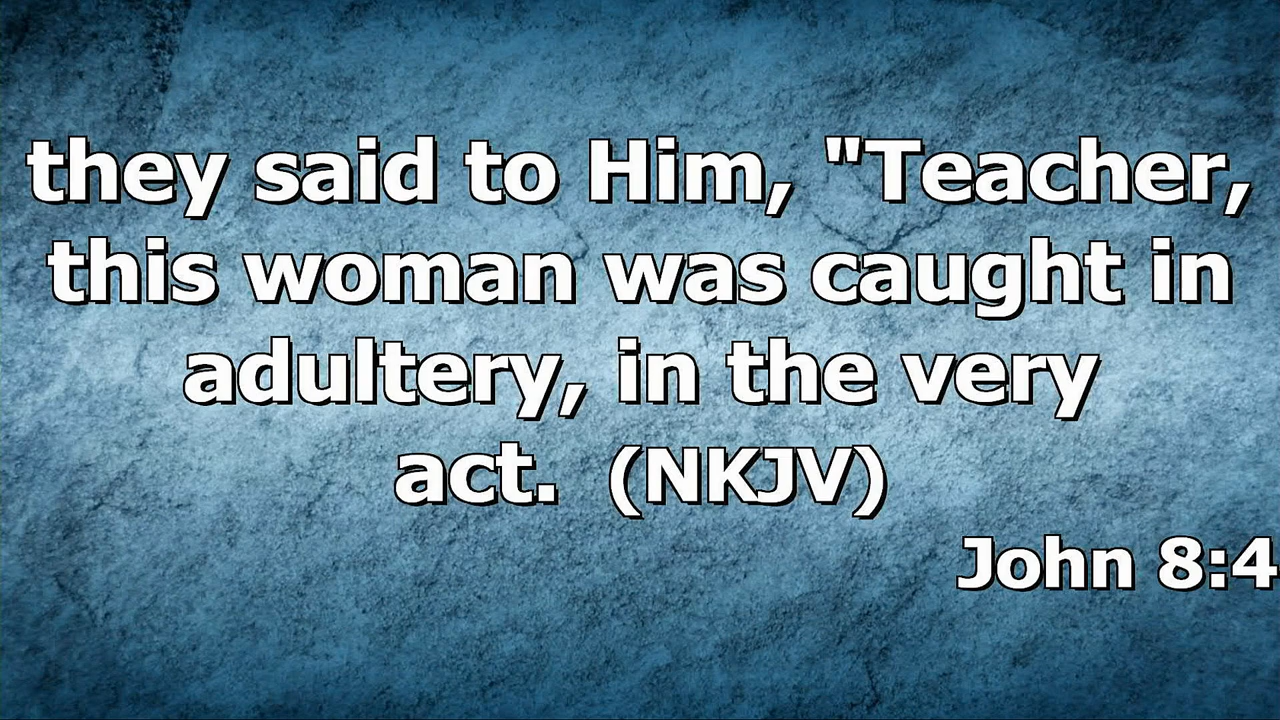 they said to Him, "Teacher,
this woman was caught in
adultery, in the very
act.  (NKJV)
John 8:4